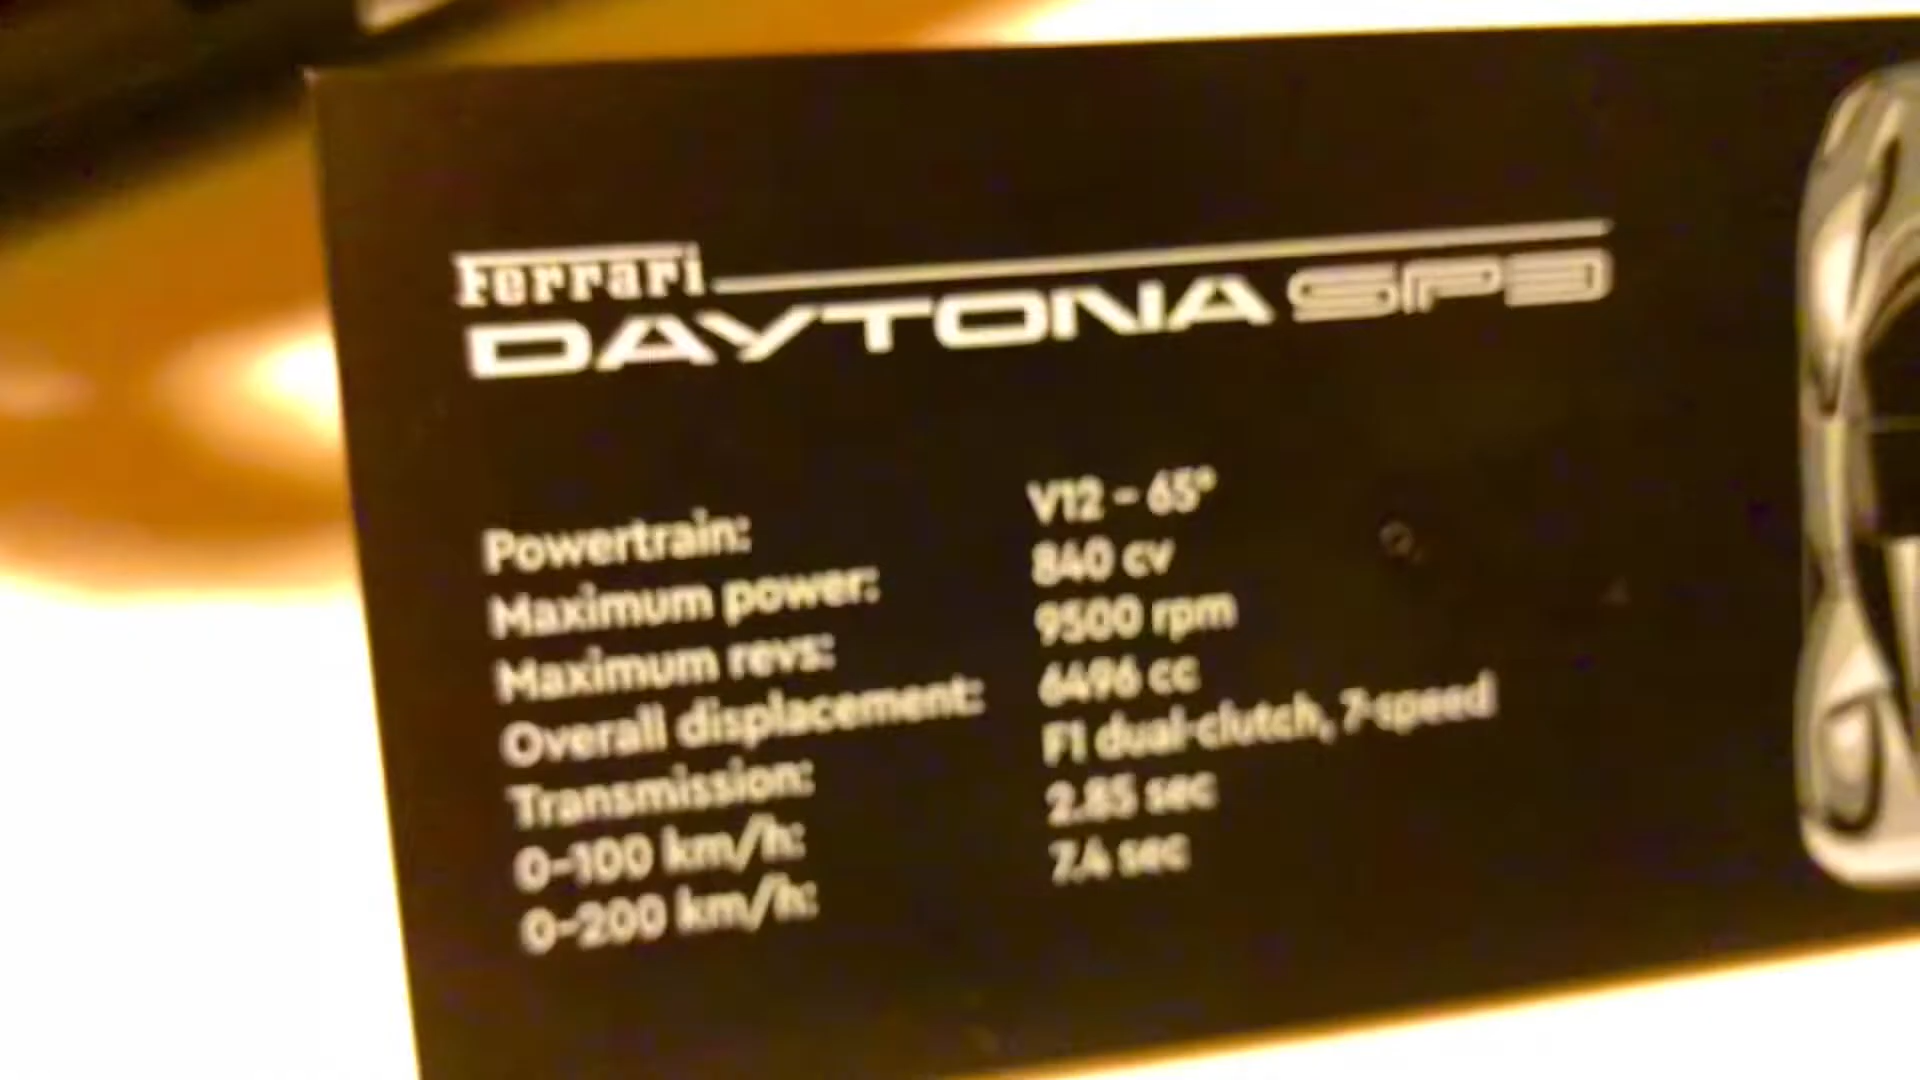 Ferrari
DAYTONA SP3
Powertrain: V12 – 65°
Maximum power: 840 cv
Maximum revs: 9500 rpm
Overall displacement: 6496 cc
Transmission: F1 dual-clutch, 7-speed
0-100 km/h: 2.85 sec
0-200 km/h: 7.4 sec